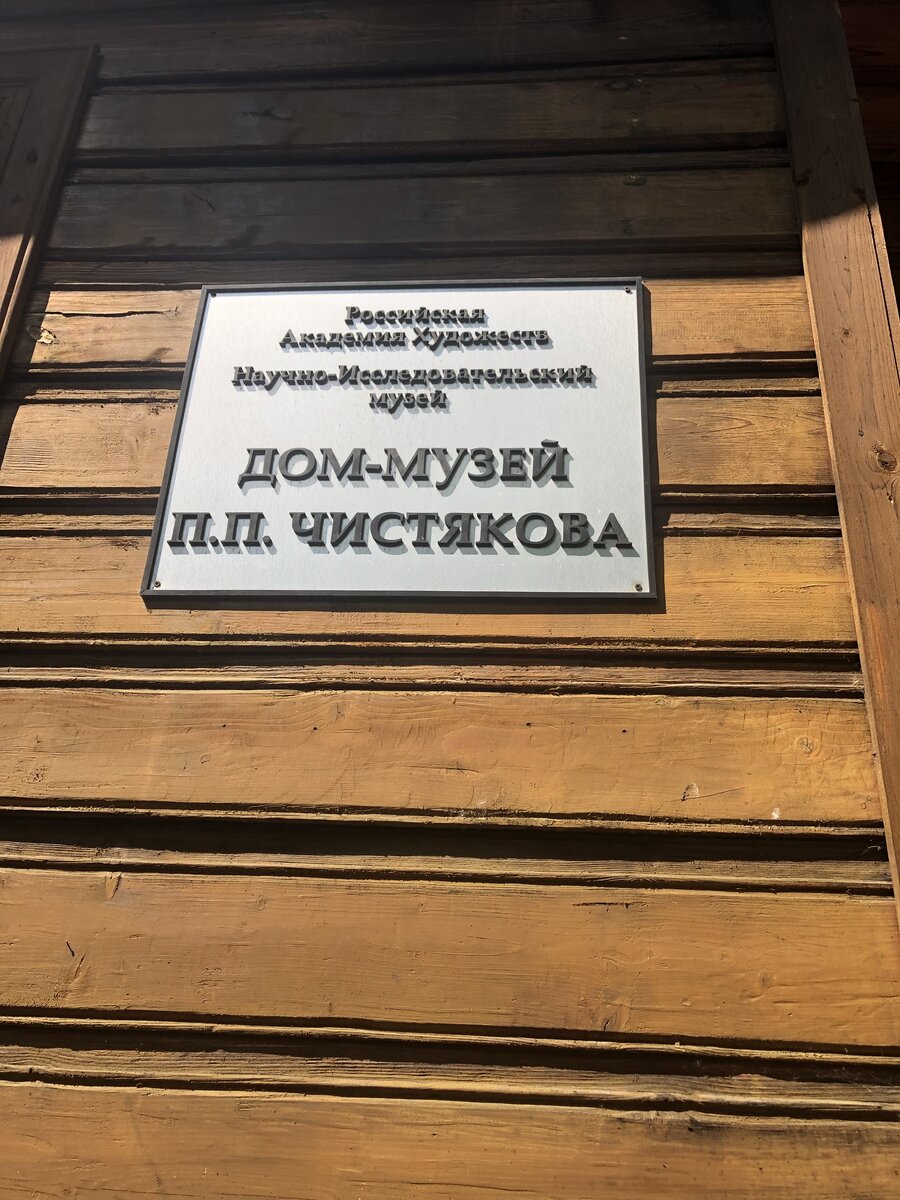 Российская
Академия Художеств
Научно-Исследовательский
музей
ДОМ-МУЗЕЙ
П.П. ЧИСТЯКОВА